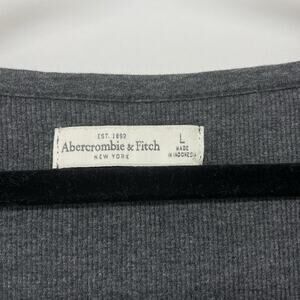 EST. 1892
Abercrombie & Fitch
NEW YORK
L
MADE
IN INDONESIA